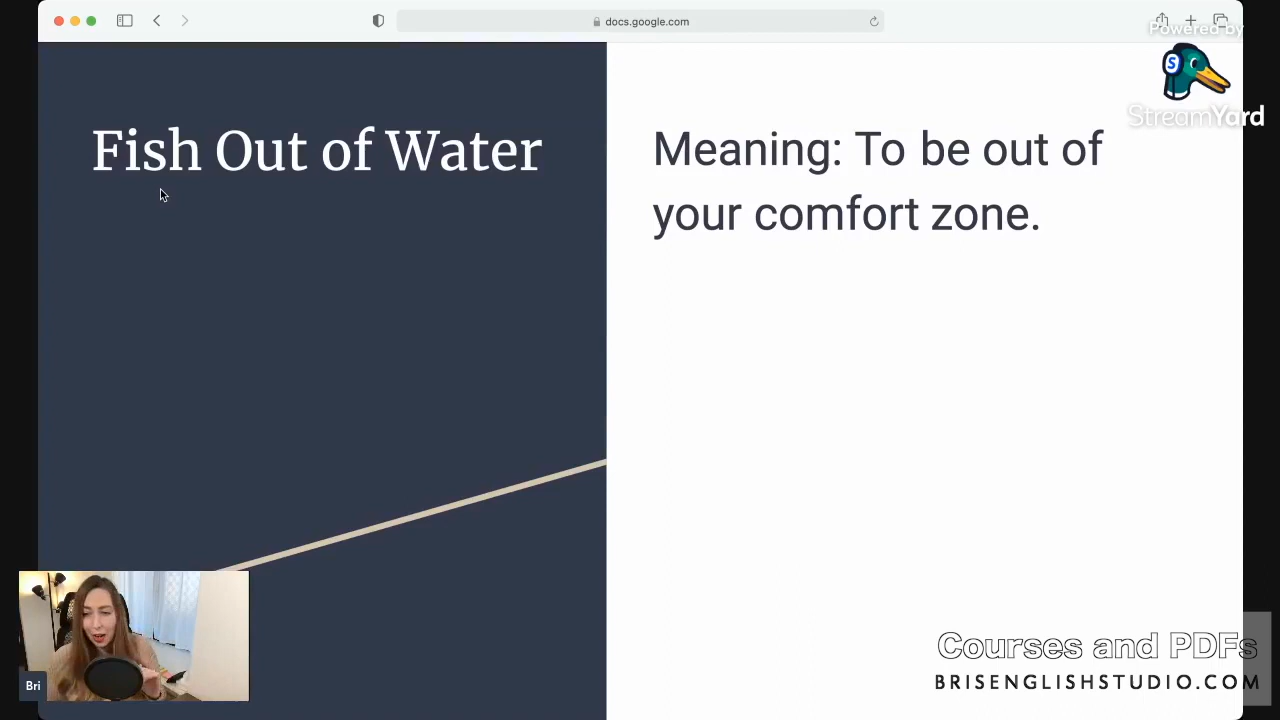 docs.google.com
Powered by
StreamYard
Fish Out of Water
Meaning: To be out of
your comfort zone.
Bri
Courses and PDFs
BRISENGLISHSTUDIO.COM